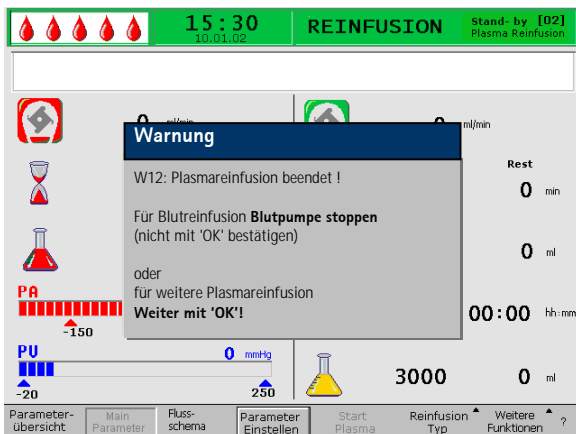 15:30
10.01.02
REINFUSION
Stand-by [02]
Plasma Reinfusion
0 ml/min
0 ml/min
Warnung
W12: Plasmareinfusion beendet !
Für Blutreinfusion Blutpumpe stoppen
(nicht mit 'OK' bestätigen)
oder
für weitere Plasmareinfusion
Weiter mit 'OK'!
Rest
0 min
0 ml
PA
-150
00:00 hh:mm
PV
0 mmHg
-20
250
3000
0 ml
Parameter-
übersicht
Main
Parameter
Fluss-
schema
Parameter
Einstellen
Start
Plasma
Reinfusion
Typ
Weitere
Funktionen
?